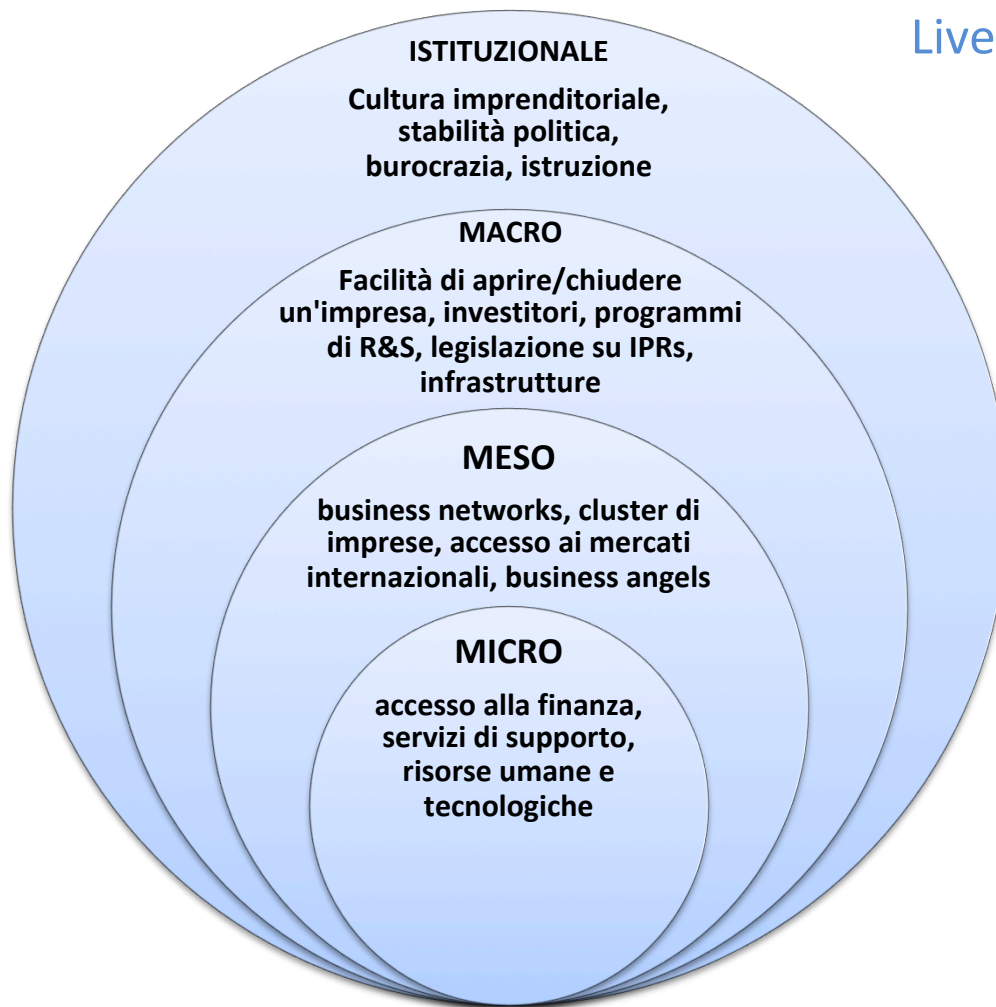 Live
ISTITUZIONALE
Cultura imprenditoriale,
stabilità politica,
burocrazia, istruzione
MACRO
Facilità di aprire/chiudere
un'impresa, investitori, programmi
di R&S, legislazione su IPRs,
infrastrutture
MESO
business networks, cluster di
imprese, accesso ai mercati
internazionali, business angels
MICRO
accesso alla finanza,
servizi di supporto,
risorse umane e
tecnologiche